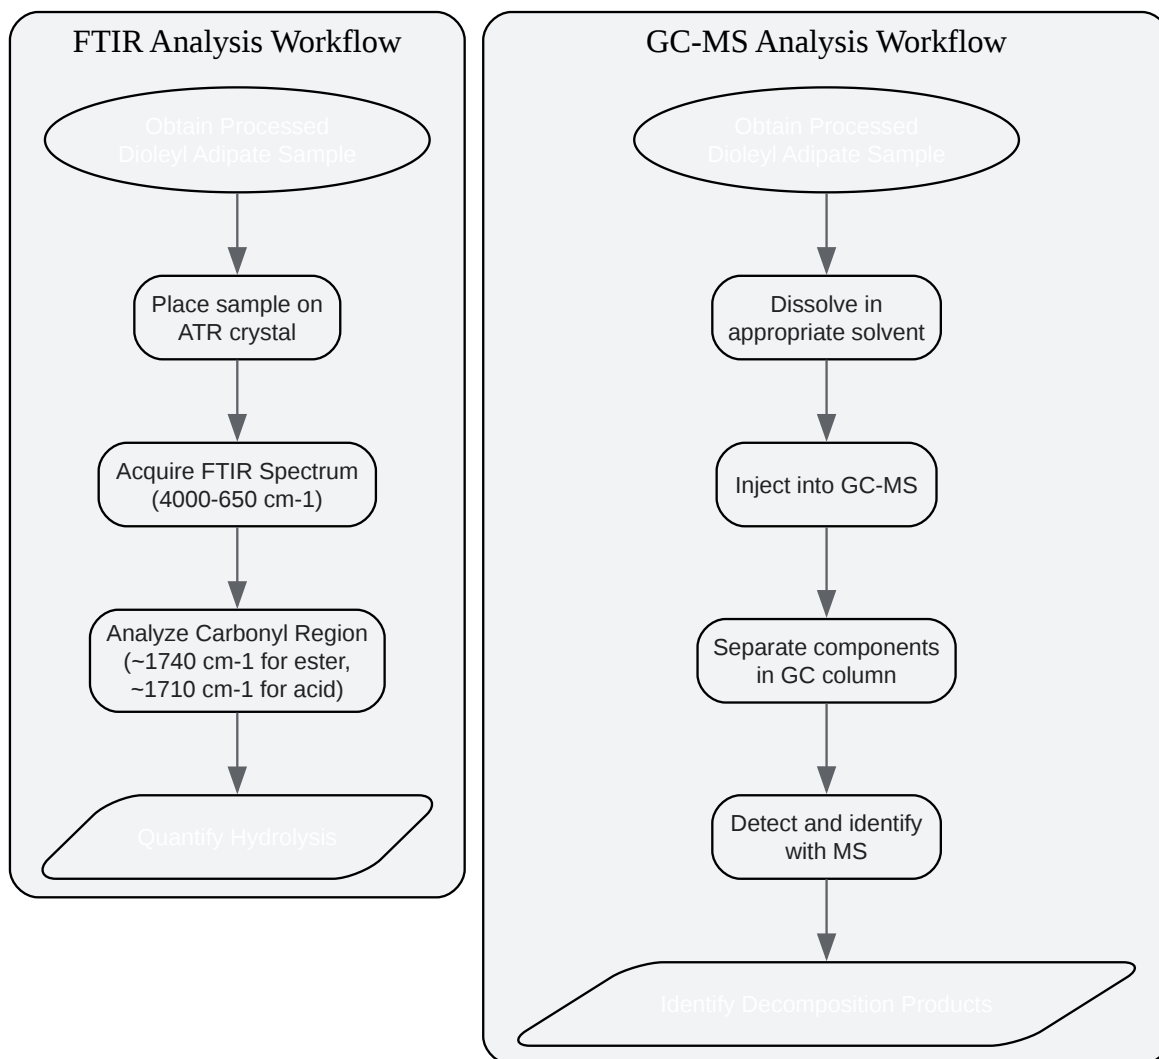 FTIR Analysis Workflow
Obtain Processed
Dioleyl Adipate Sample
Place sample on
ATR crystal
Acquire FTIR Spectrum
(4000-650 cm-1)
Analyze Carbonyl Region
(~1740 cm-1 for ester,
~1710 cm-1 for acid)
Quantify Hydrolysis
GC-MS Analysis Workflow
Obtain Processed
Dioleyl Adipate Sample
Dissolve in
appropriate solvent
Inject into GC-MS
Separate components
in GC column
Detect and identify
with MS
Identify Decomposition Products